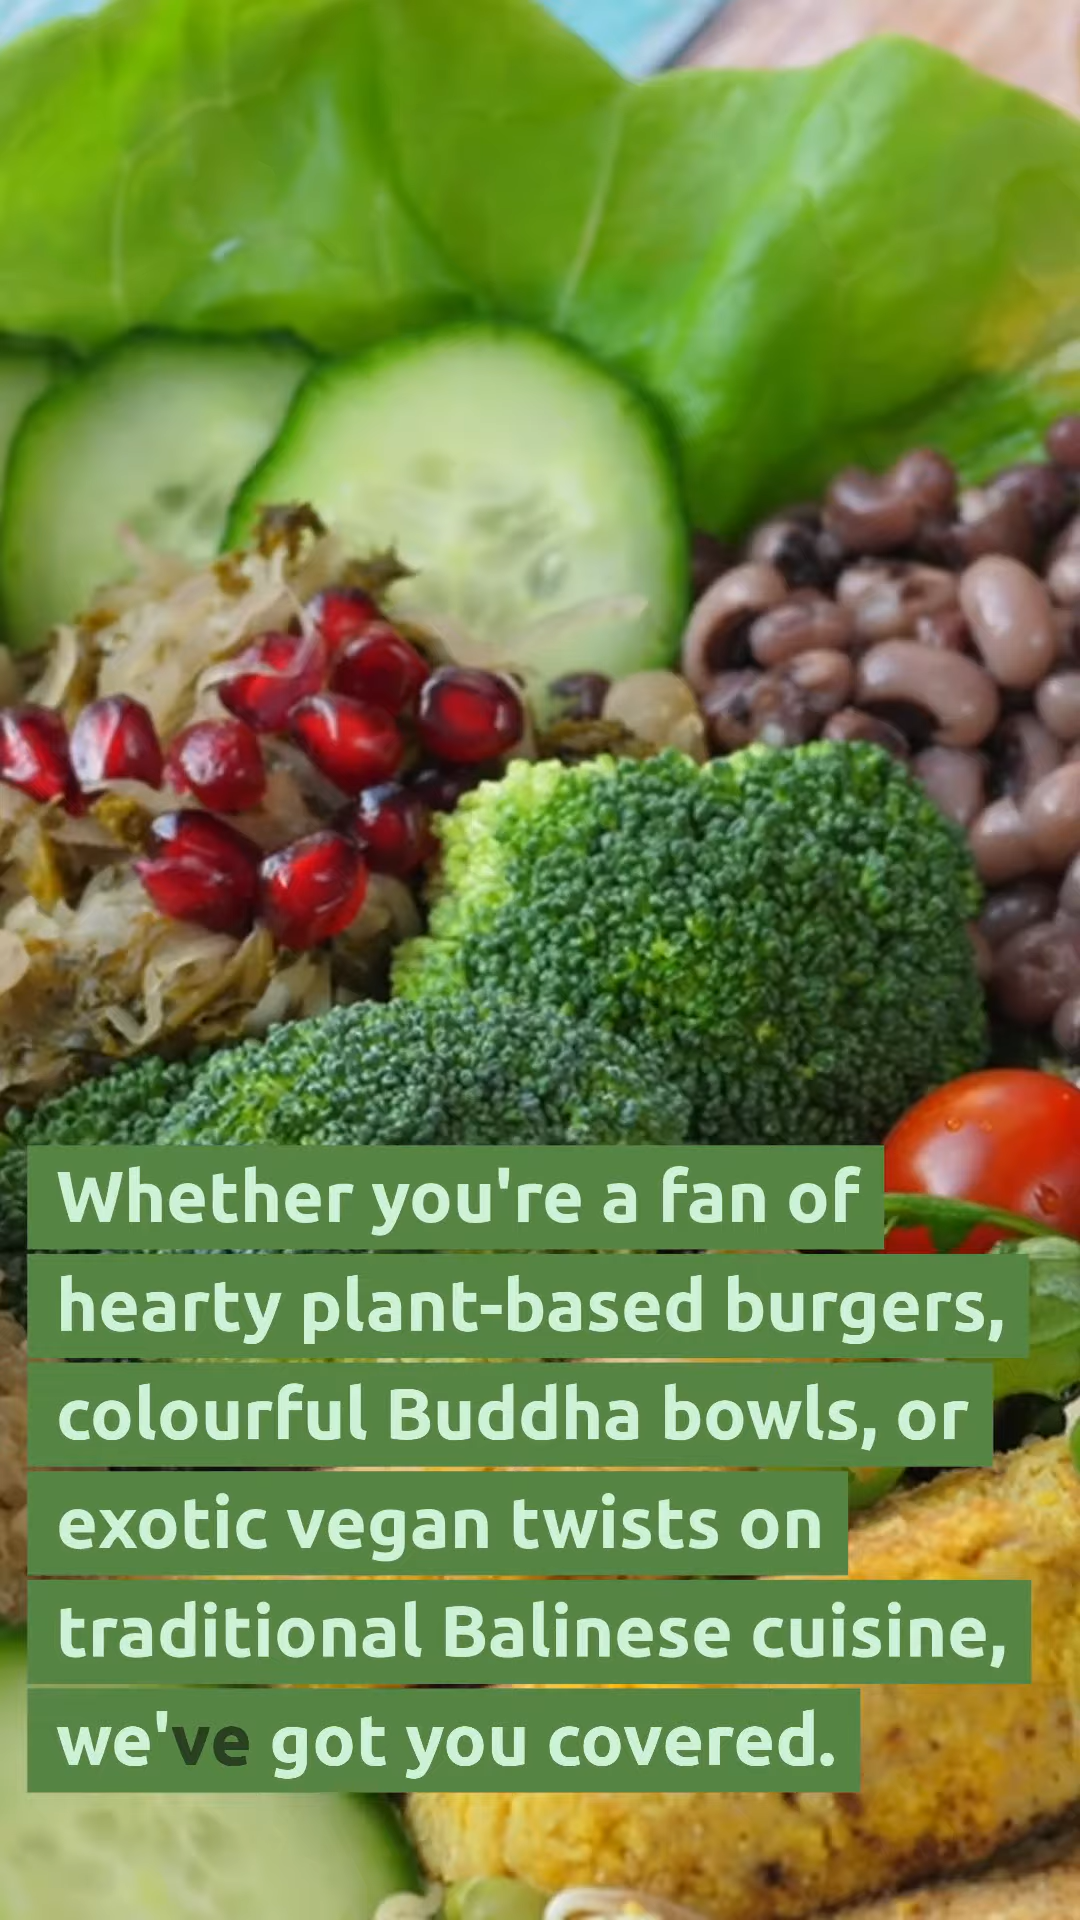 Whether you're a fan of
hearty plant-based burgers,
colourful Buddha bowls, or
exotic vegan twists on
traditional Balinese cuisine,
we've got you covered.